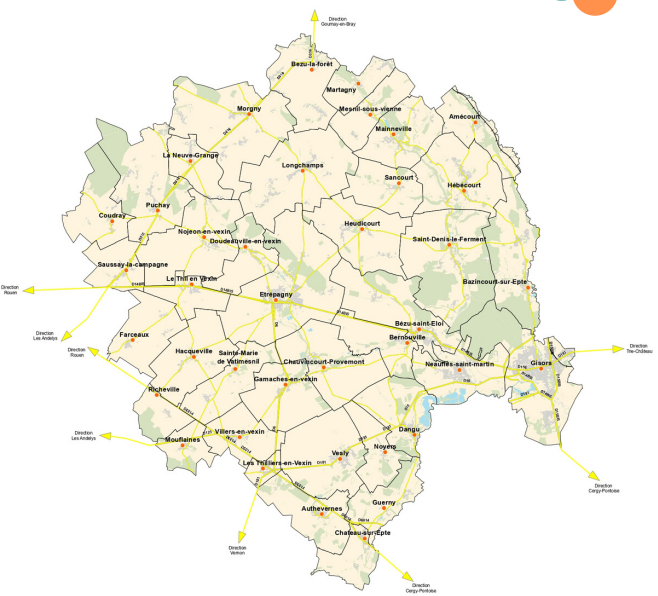 Direction
Gournay-en-Bray
Bezu-la-forêt
Martagny
Mesnil-sous-vienne
Morgny
Mainneville
Amécourt
La Neuve-Grange
Longchamps
Sancourt
Hébécourt
Puchay
Coudray
Heudicourt
Nojeon-en-vexin
Doudeauville-en-vexin
Saint-Denis-le-Ferment
Saussay-la-campagne
Le Thil en Vexin
Bazincourt-sur-Epte
Direction
Rouen
Etrepagny
D14BIS
Direction
Les Andelys
Farceaux
Bézu-saint-Eloi
Bernouville
Direction
Rouen
Hacqueville
Sainte-Marie
de Vatimesnil
Chauvincourt-Provemont
Neaufles-saint-martin
Gisors
Direction
Trie-Château
Gamaches-en-vexin
Richeville
Direction
Les Andelys
Mouflaines
Villers-en-vexin
Dangu
Noyers
Vesly
Les Thilliers-en-Vexin
D181
Direction
Cergy-Pontoise
Authevernes
Guerny
D6014
Chateau-sur-Epte
Direction
Vernon
Direction
Cergy-Pontoise